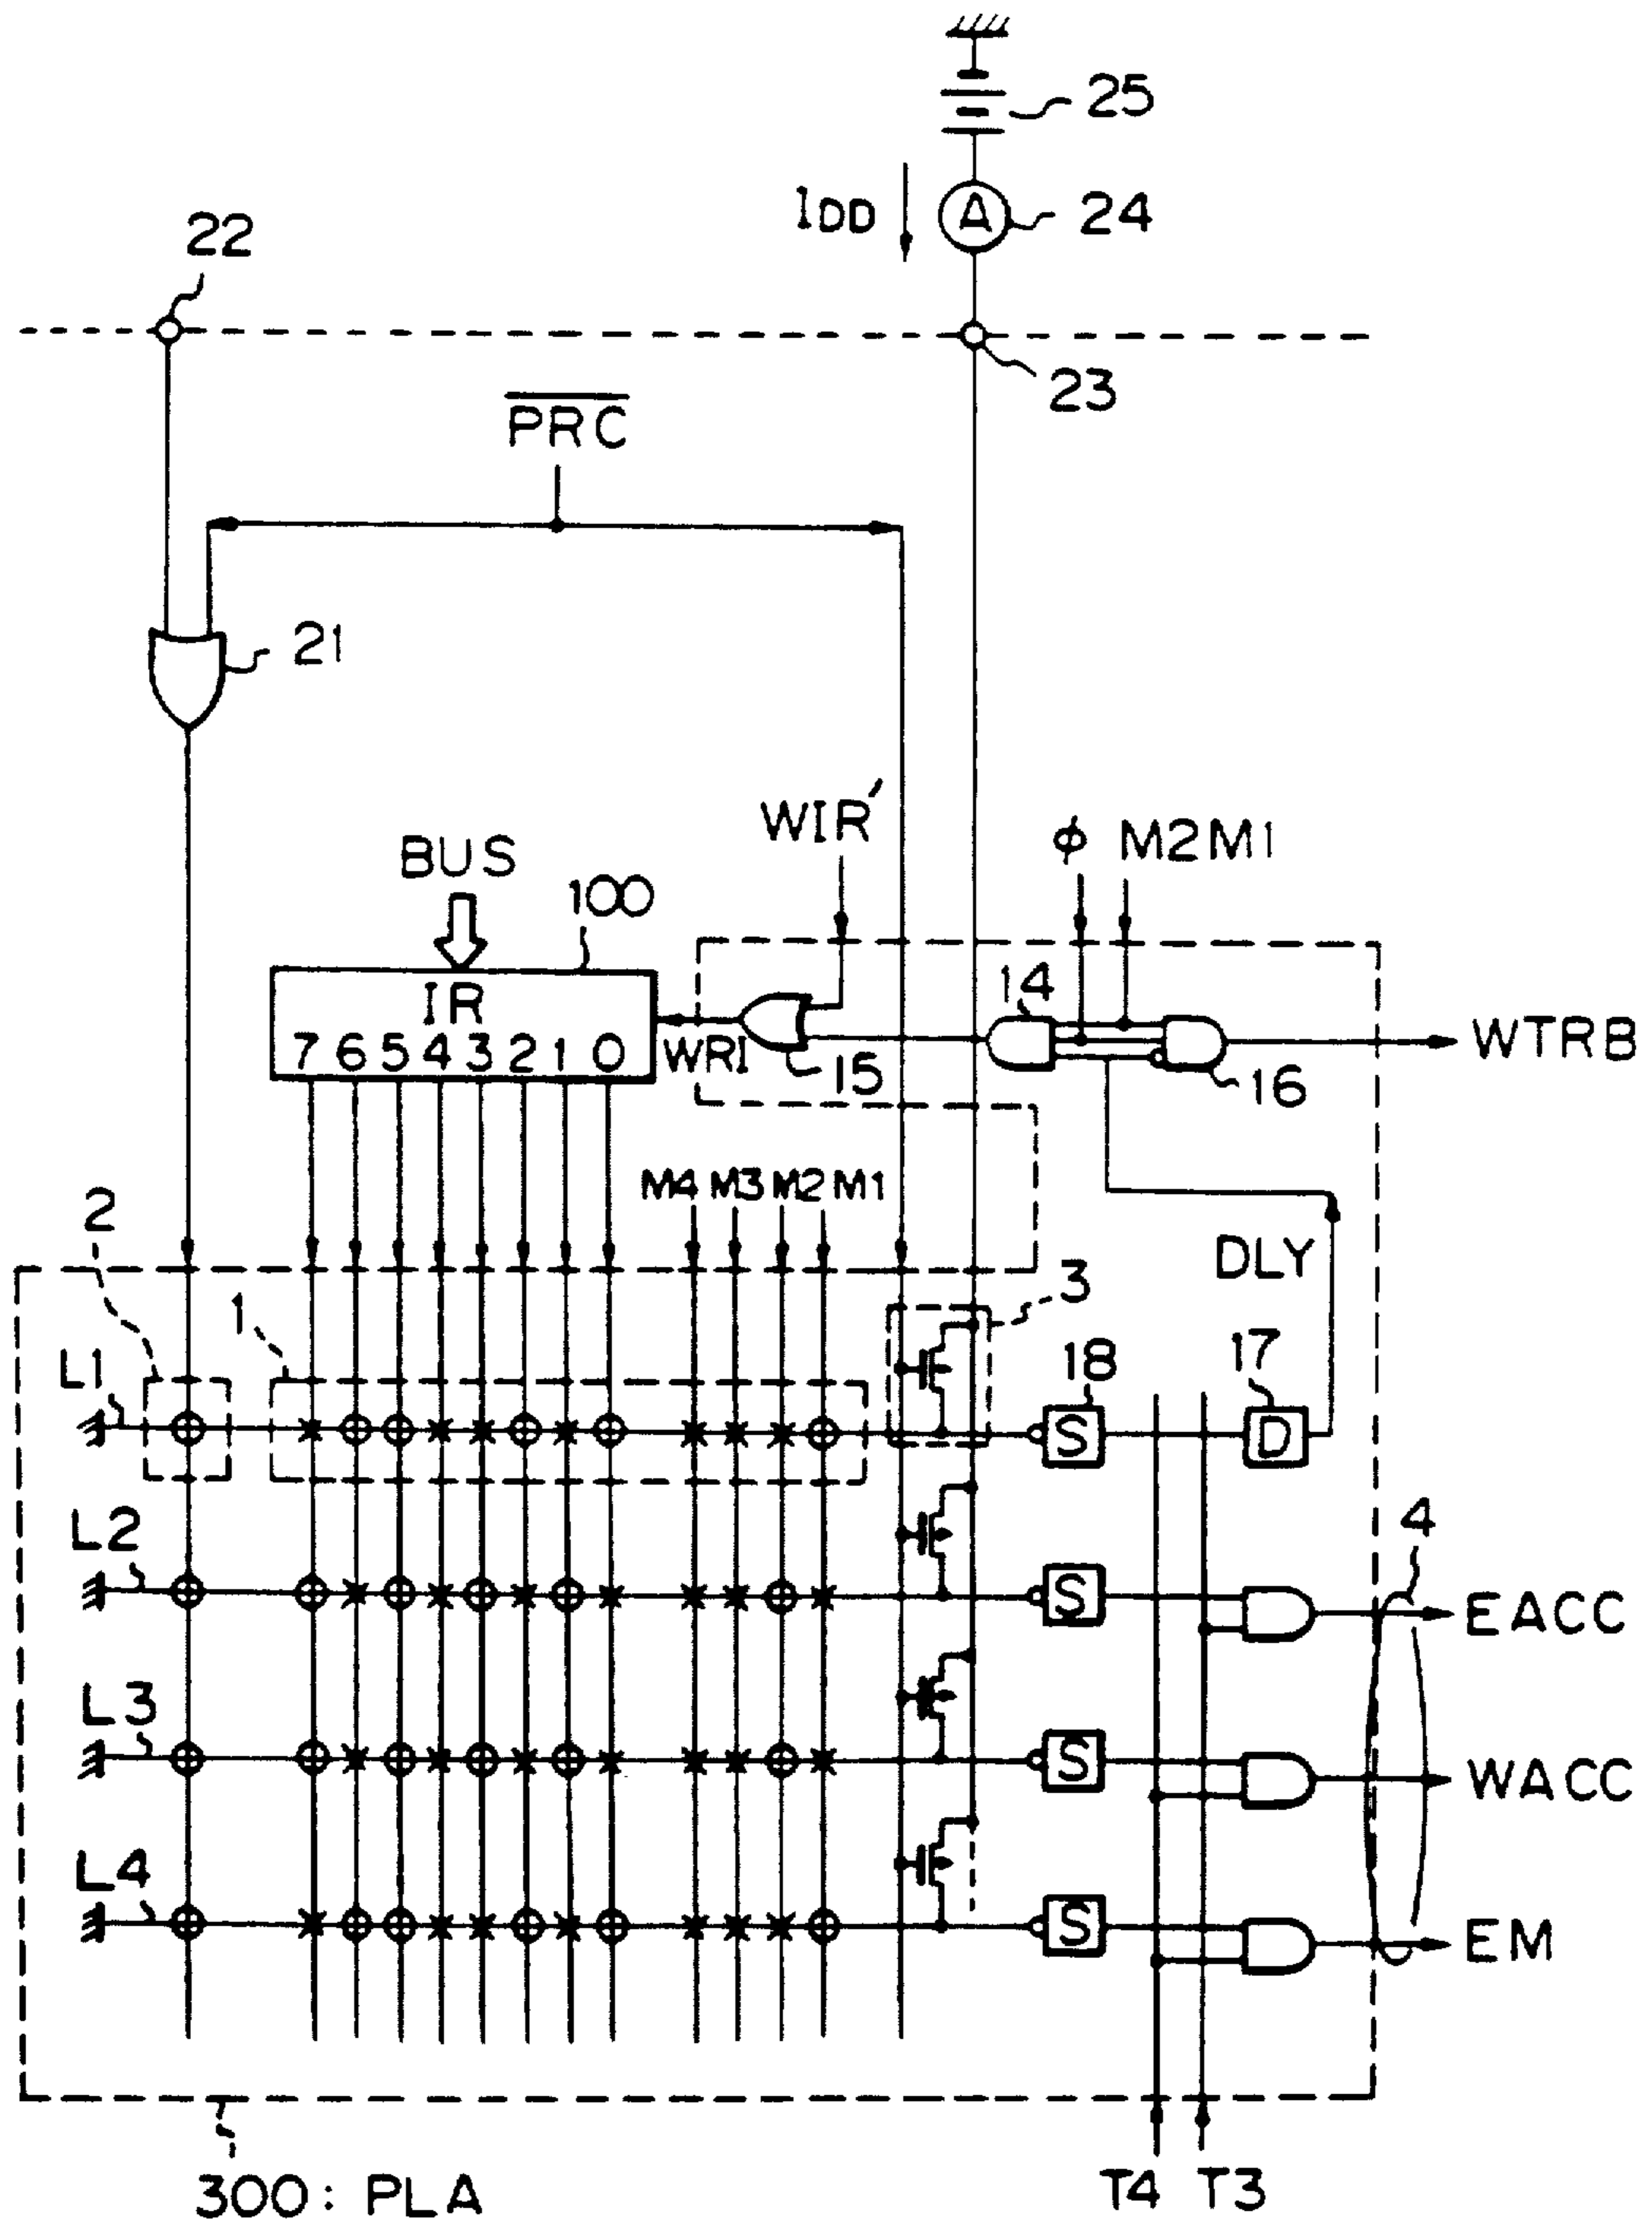 25
IDD
A
24
22
23
PRC
21
WIR'
φ M2M1
BUS
100
14
IR
7 6 5 4 3 2 1 0
WRI
15
16
WTRB
M4 M3 M2 M1
2
DLY
3
1
L1
18
17
S
D
L2
4
S
EACC
L3
S
WACC
L4
S
EM
300: PLA
T4 T3